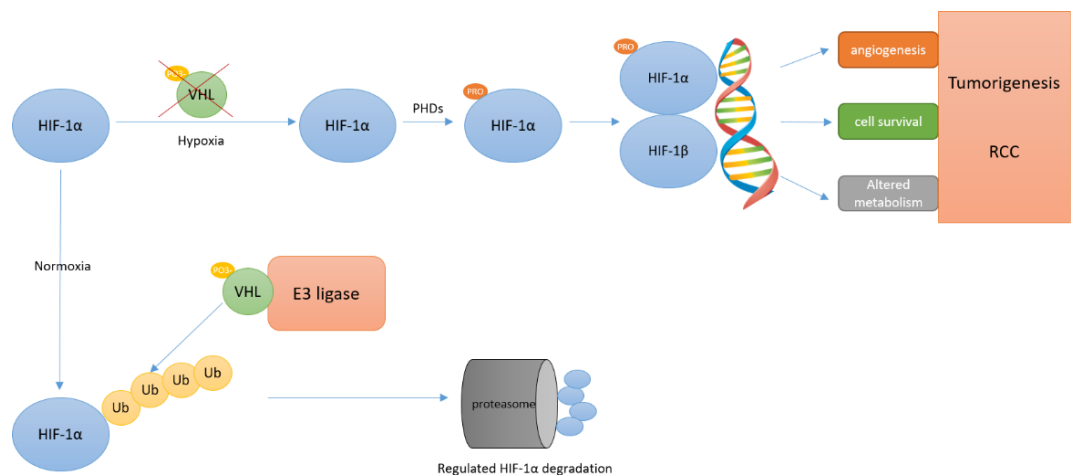 PRO
angiogenesis
PO3-
VHL
HIF-1α
Tumorigenesis
PRO
PHDs
HIF-1α
HIF-1α
HIF-1α
cell survival
Hypoxia
HIF-1β
RCC
Altered
metabolism
Normoxia
PO3-
VHL
E3 ligase
Ub
Ub
Ub
Ub
HIF-1α
proteasome
Regulated HIF-1α degradation